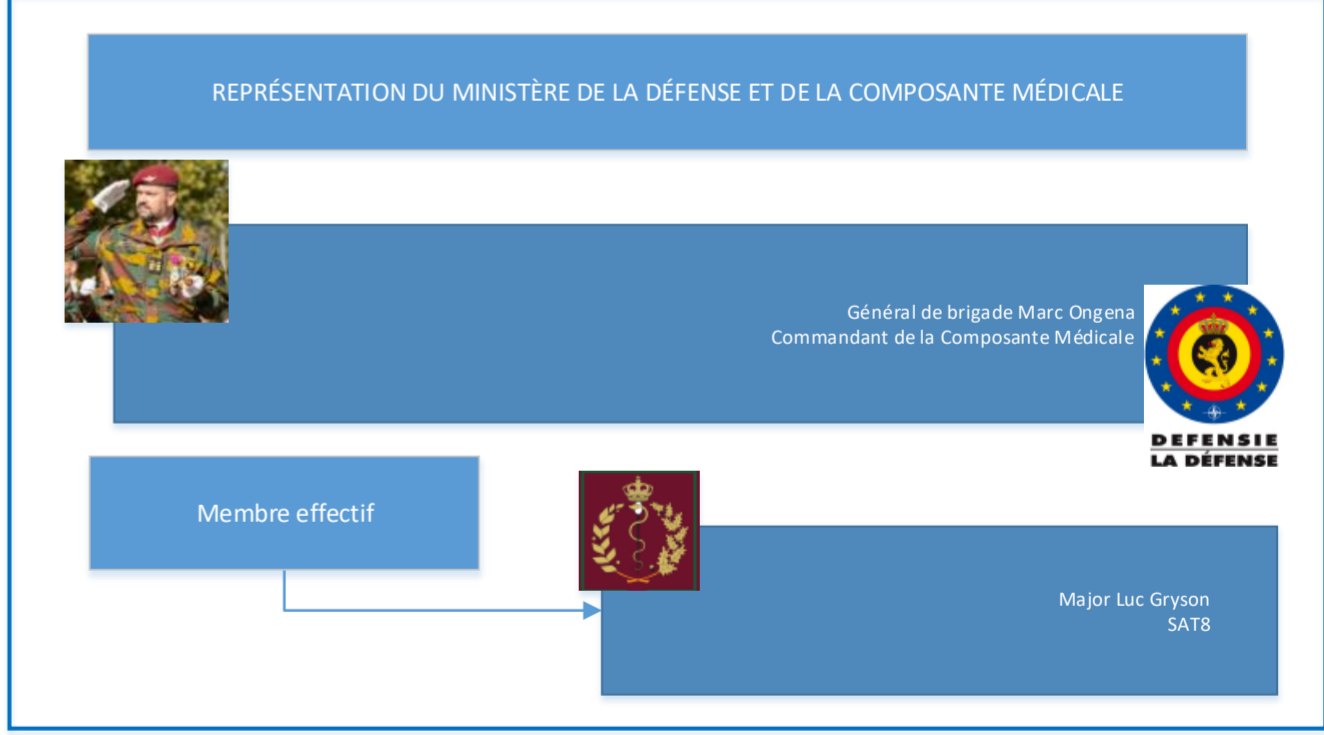 REPRÉSENTATION DU MINISTÈRE DE LA DÉFENSE ET DE LA COMPOSANTE MÉDICALE
Général de brigade Marc Ongena
Commandant de la Composante Médicale
DEFENSIE
LA DÉFENSE
Membre effectif
Major Luc Gryson
SAT8